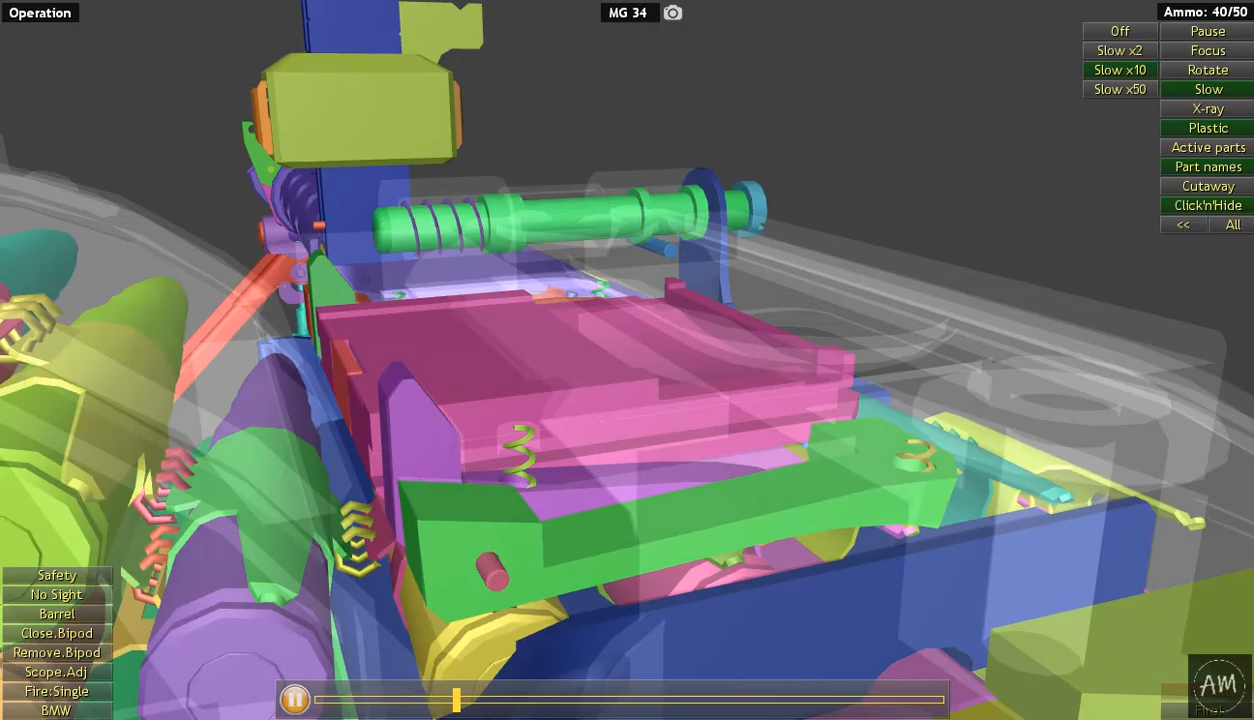 Operation
MG 34
Ammo: 40/50
Off
Pause
Slow x2
Focus
Slow x10
Rotate
Slow x50
Slow
X-ray
Plastic
Active parts
Part names
Cutaway
Click'n'Hide
<<
All
Safety
No Sight
Barrel
Close.Bipod
Remove.Bipod
Scope.Adj
Fire:Single
BMW
AM